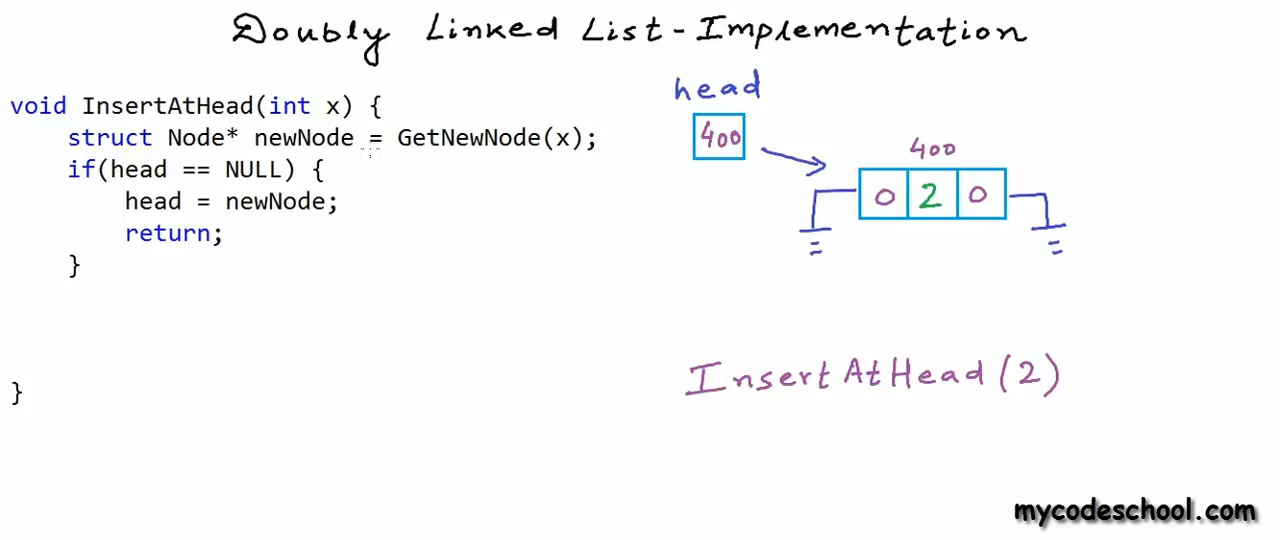 Doubly Linked List - Implementation
void InsertAtHead(int x) {
struct Node* newNode = GetNewNode(x);
if(head == NULL) {
head = newNode;
return;
}
}
head
400
400
0 2 0
InsertAtHead(2)
mycodeschool.com